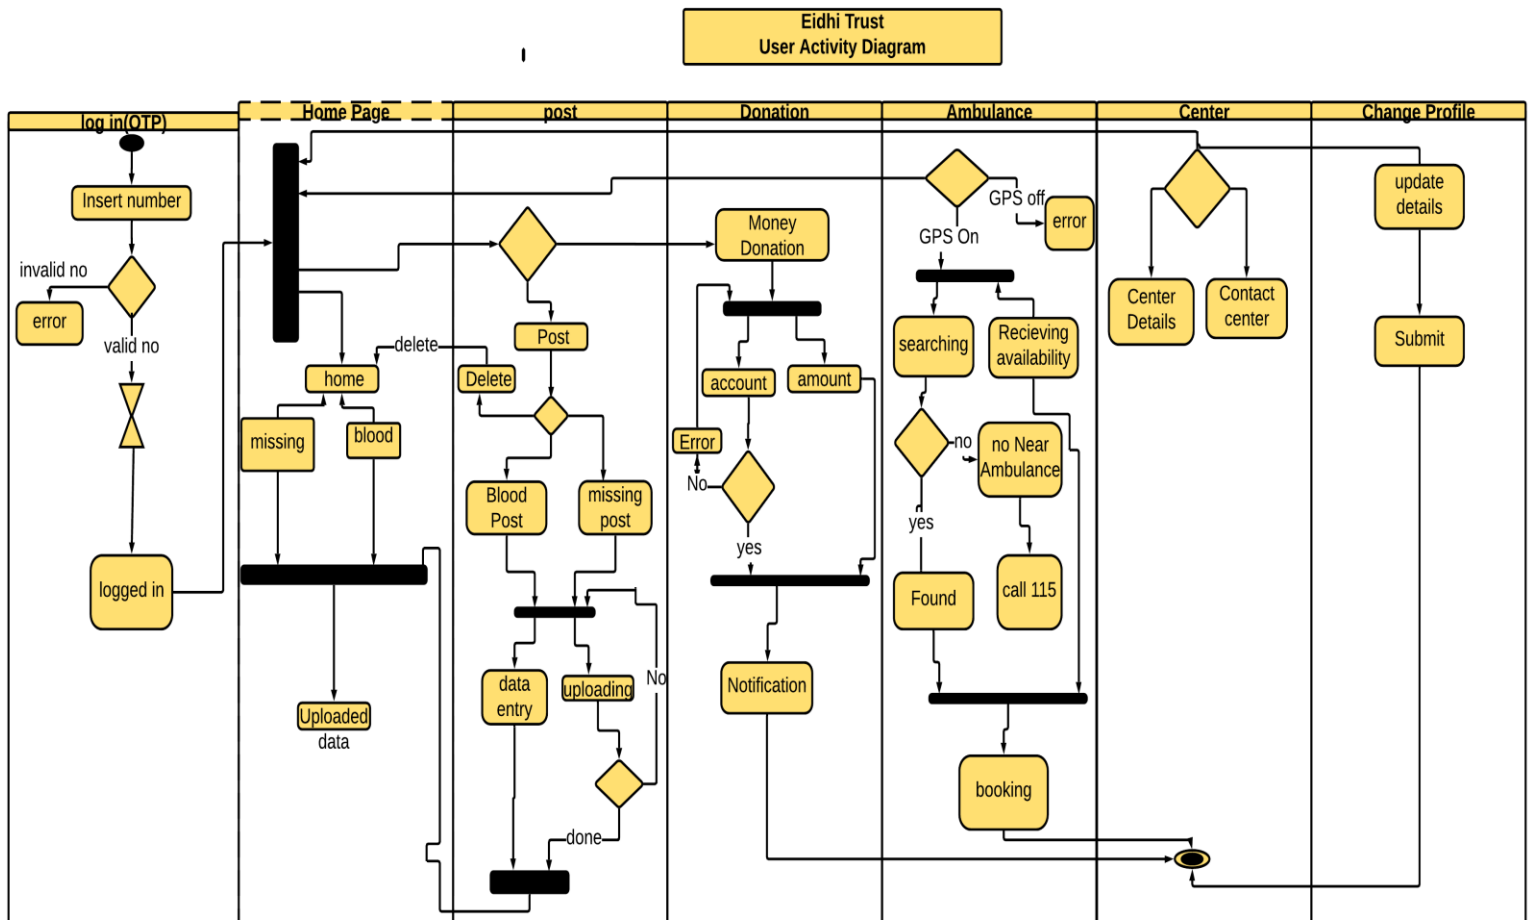 Eidhi Trust
User Activity Diagram
log in(OTP)
Home Page
post
Donation
Ambulance
Center
Change Profile
Insert number
invalid no
error
valid no
logged in
home
delete
missing
blood
Uploaded
data
Post
Delete
Blood
Post
missing
post
data
entry
uploading
No
done
Money
Donation
account
amount
Error
No
yes
Notification
GPS off
error
GPS On
searching
Recieving
availability
no
no Near
Ambulance
yes
Found
call 115
booking
Center
Details
Contact
center
update
details
Submit